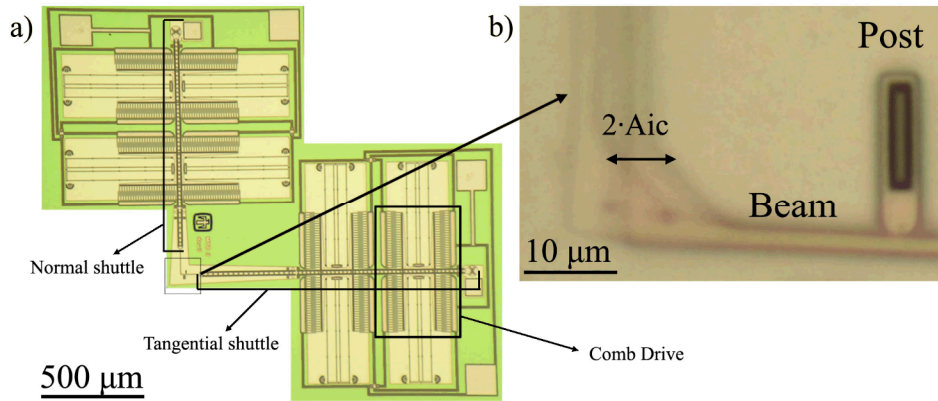 a)
b)
Post
2·Aic
Beam
10 μm
Normal shuttle
Tangential shuttle
Comb Drive
500 μm